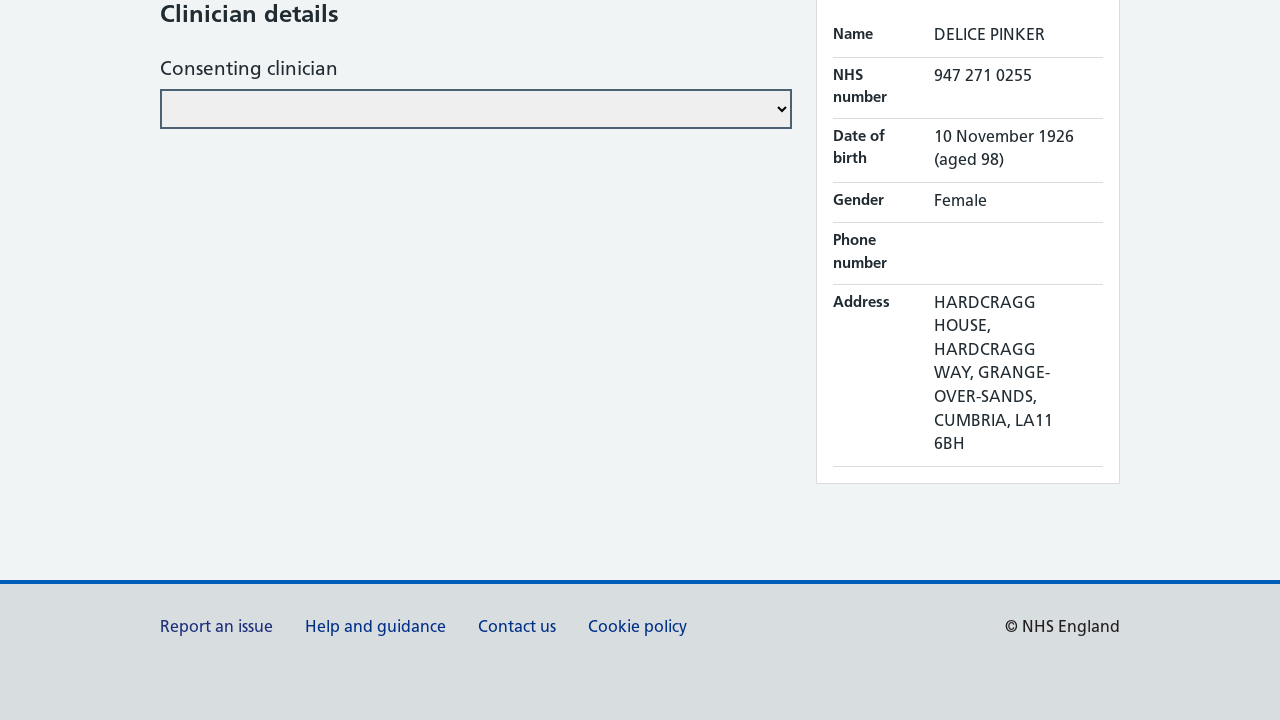 Clinician details
Consenting clinician
Name
DELICE PINKER
NHS
number
947 271 0255
Date of
birth
10 November 1926
(aged 98)
Gender
Female
Phone
number
Address
HARDCRAGG
HOUSE,
HARDCRAGG
WAY, GRANGE-
OVER-SANDS,
CUMBRIA, LA11
6BH
Report an issue
Help and guidance
Contact us
Cookie policy
© NHS England